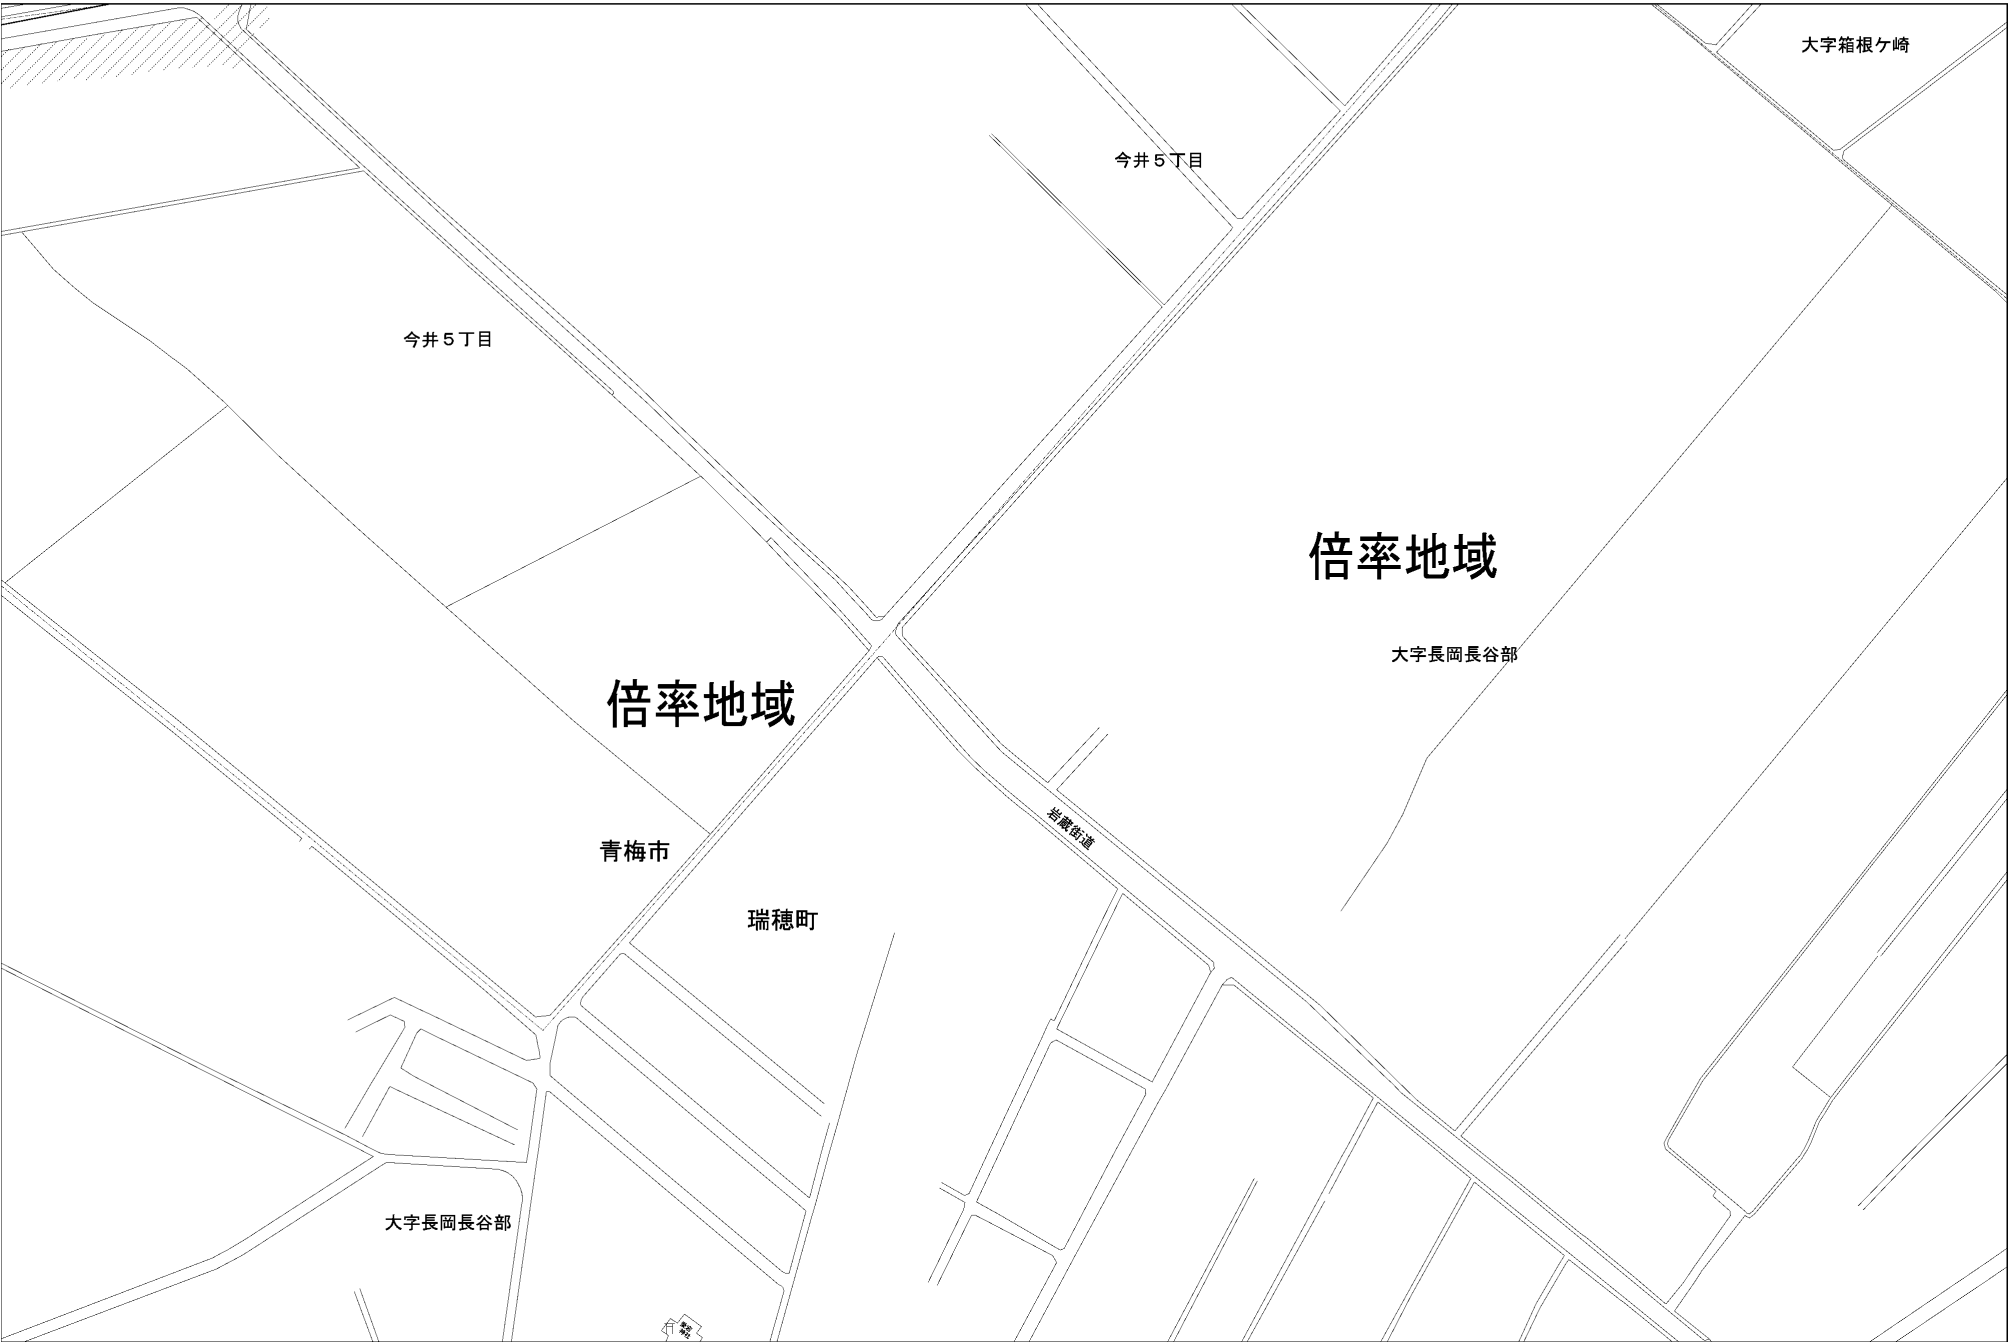 大字箱根ケ崎
今井５丁目
今井５丁目
倍率地域
大字長岡長谷部
倍率地域
岩蔵街道
青梅市
瑞穂町
大字長岡長谷部